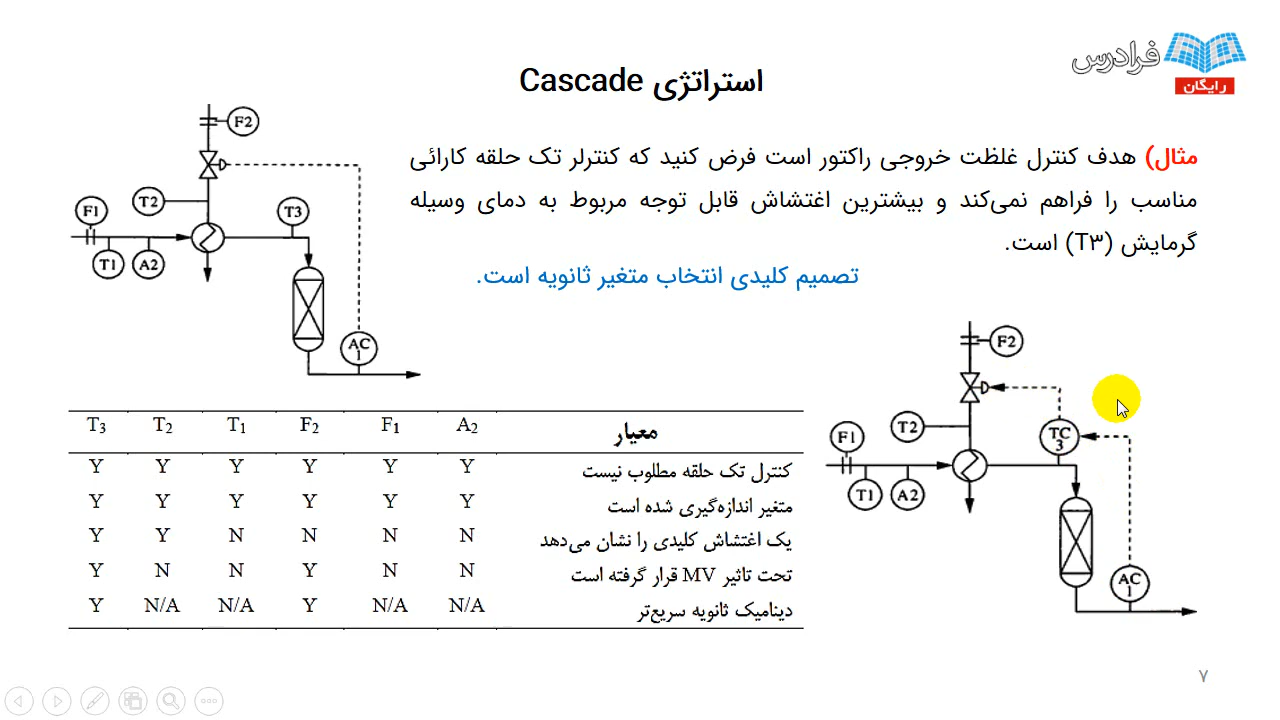 فرادرس
رایگان
استراتژی Cascade
مثال) هدف کنترل غلظت خروجی راکتور است فرض کنید که کنترلر تک حلقه کارائی
مناسب را فراهم نمی‌کند و بیشترین اغتشاش قابل توجه مربوط به دمای وسیله
گرمایش (T۳) است.
تصمیم کلیدی انتخاب متغیر ثانویه است.
F2
T2
F1
T3
T1
A2
AC
1
F2
T2
F1
TC
3
T1
A2
AC
1
T3 T2 T1 F2 F1 A2 معیار
Y Y Y Y Y Y کنترل تک حلقه مطلوب نیست
Y Y Y Y Y Y متغیر اندازه‌گیری شده است
Y Y N N N N یک اغتشاش کلیدی را نشان می‌دهد
Y N N Y N N تحت تاثیر MV قرار گرفته است
Y N/A N/A Y N/A N/A دینامیک ثانویه سریع‌تر
۷